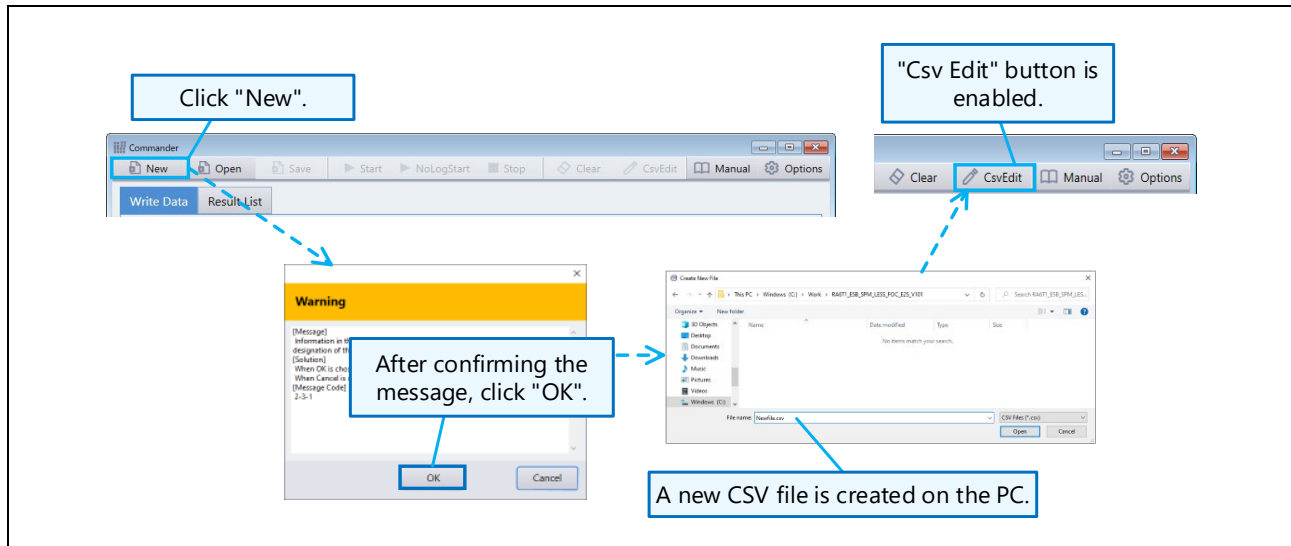 Click "New".
"Csv Edit" button is
enabled.
Commander
New Open Save Start NoLogStart Stop Clear CsvEdit Manual Options
Write Data Result List
Clear CsvEdit Manual Options
Warning
[Message]
Information in th
designation of th
[Solution]
When OK is chos
When Cancel is
[Message Code]
2-3-1
OK Cancel
After confirming the
message, click "OK".
Create New File
This PC > Windows (C:) > Work > RA6T1_ESB_SPM_LESS_FOC_E2S_V101
Search RA6T1_ESB_SPM_LES...
Organize New folder
3D Objects
Desktop
Documents
Downloads
Music
Pictures
Videos
Windows (C:)
Name Date modified Type Size
No items match your search.
File name: Newfile.csv CSV Files (*.csv)
Open Cancel
A new CSV file is created on the PC.